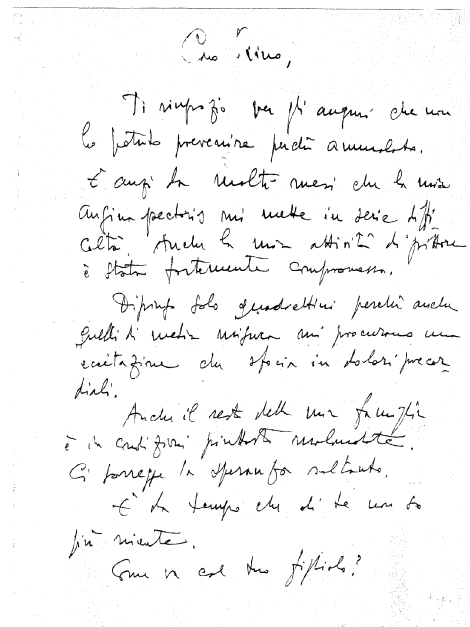 Caro Nino,
Ti ringrazio per gli auguri che non
ho potuto prevenire perché ammalato.
È anzi da molti mesi che la mia
angina pectoris mi mette in serie diffi
coltà. Anche la mia attività di pittore
è stata fortemente compromessa.
Dipingo solo quadrettini perché anche
quelli di media misura mi procurano una
eccitazione che sfocia in dolori precor
diali.
Anche il resto della mia famiglia
è in condizioni piuttosto malandate.
Ci sorregge la speranza soltanto.
È da tempo che di te non so
più niente.
Come va col tuo figliolo?